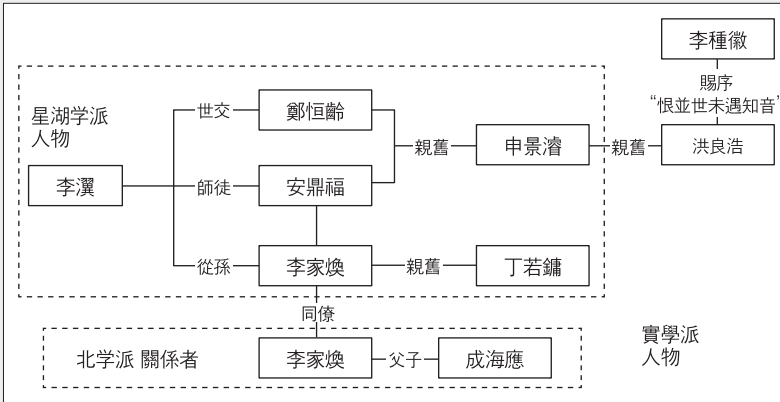 李種徽
賜序
“恨並世未遇知音”
洪良浩
星湖学派
人物
李瀷
世交
鄭恒齡
師徒
安鼎福
從孫
李家煥
親舊
申景濬
親舊
親舊
丁若鏞
同僚
北学派 關係者
李家煥
父子
成海應
實學派
人物